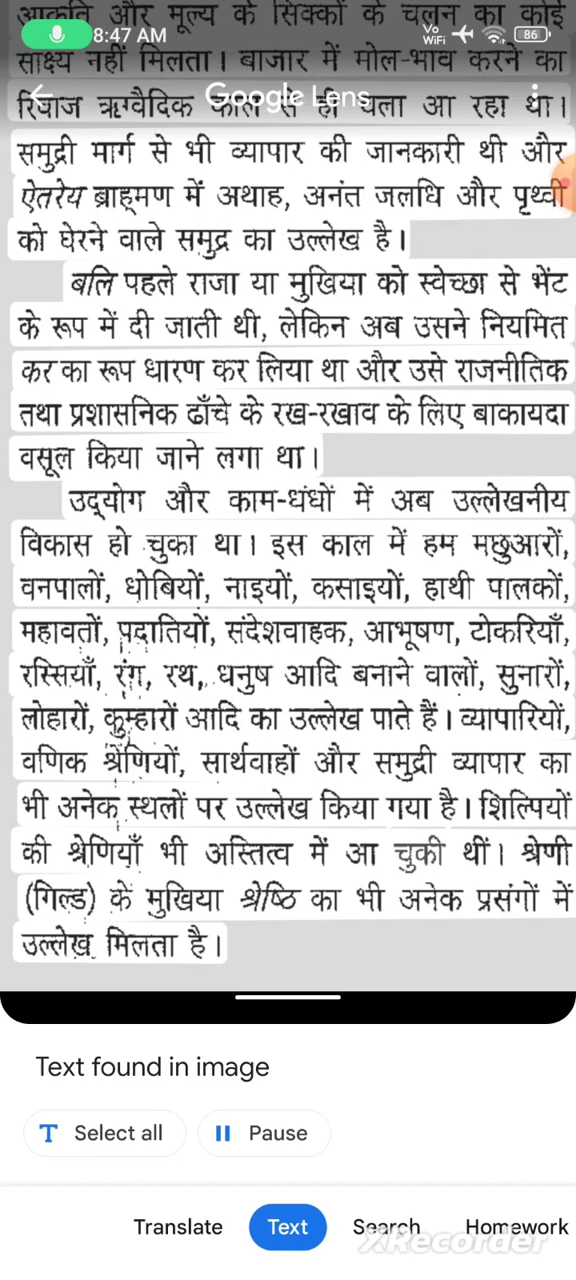 आकृति और मूल्य के सिक्कों के चलन का कोई
8:47 AM
Vo
WiFi
86
साक्ष्य नहीं मिलता। बाजार में मोल-भाव करने का
Google Lens
रिवाज ऋग्वैदिक काल से ही चला आ रहा था।
समुद्री मार्ग से भी व्यापार की जानकारी थी और
ऐतरेय ब्राह्मण में अथाह, अनंत जलधि और पृथ्वी
को घेरने वाले समुद्र का उल्लेख है।
बलि पहले राजा या मुखिया को स्वेच्छा से भेंट
के रूप में दी जाती थी, लेकिन अब उसने नियमित
कर का रूप धारण कर लिया था और उसे राजनीतिक
तथा प्रशासनिक ढाँचे के रख-रखाव के लिए बाकायदा
वसूल किया जाने लगा था।
उद्योग और काम-धंधों में अब उल्लेखनीय
विकास हो चुका था। इस काल में हम मछुआरों,
वनपालों, धोबियों, नाइयों, कसाइयों, हाथी पालकों,
महावतों, पदातियों, संदेशवाहक, आभूषण, टोकरियाँ,
रस्सियाँ, रंग, रथ, धनुष आदि बनाने वालों, सुनारों,
लोहारों, कुम्हारों आदि का उल्लेख पाते हैं। व्यापारियों,
वणिक श्रेणियों, सार्थवाहों और समुद्री व्यापार का
भी अनेक स्थलों पर उल्लेख किया गया है। शिल्पियों
की श्रेणियाँ भी अस्तित्व में आ चुकी थीं। श्रेणी
(गिल्ड) के मुखिया श्रेष्ठि का भी अनेक प्रसंगों में
उल्लेख मिलता है।
Text found in image
Select all
Pause
Translate
Text
Search
Homework
XRecorder